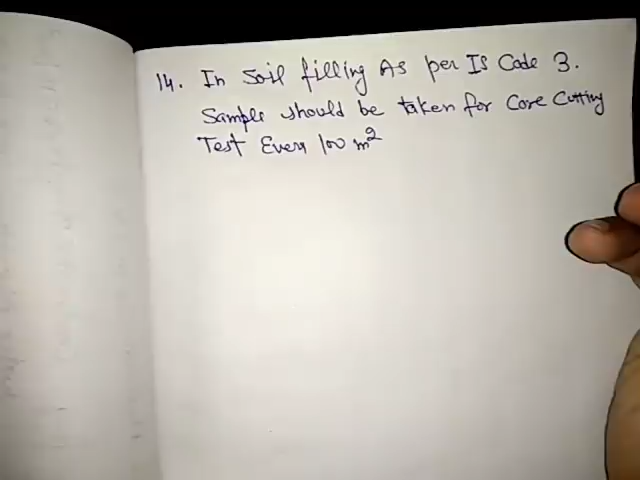 14. In Soil filling As per IS Code 3.
Sample should be taken for Core Cutting
Test Every 100 m²